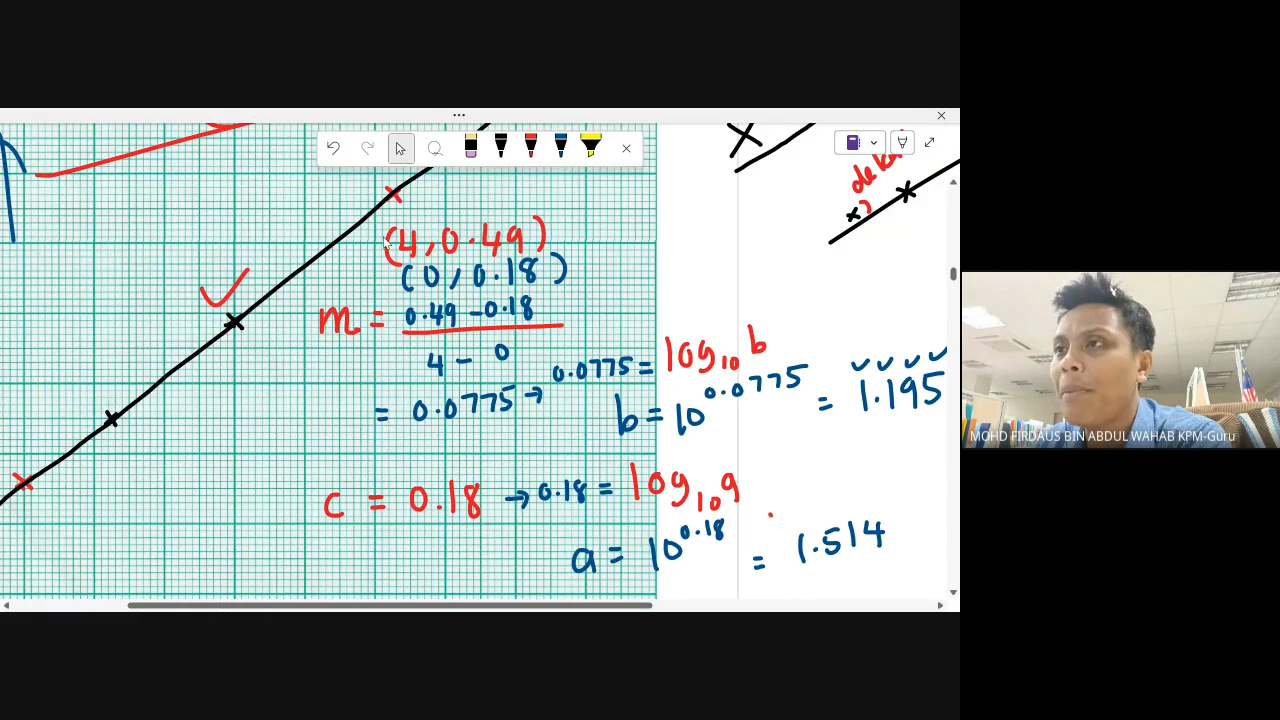 (4, 0.49)
(0, 0.18)
m = 0.49 - 0.18
4 - 0
= 0.0775 → 0.0775 = log10 b
b = 10^0.0775 = 1.195
c = 0.18 → 0.18 = log10 a
a = 10^0.18 = 1.514
MOHD FIRDAUS BIN ABDUL WAHAB KPM-Guru